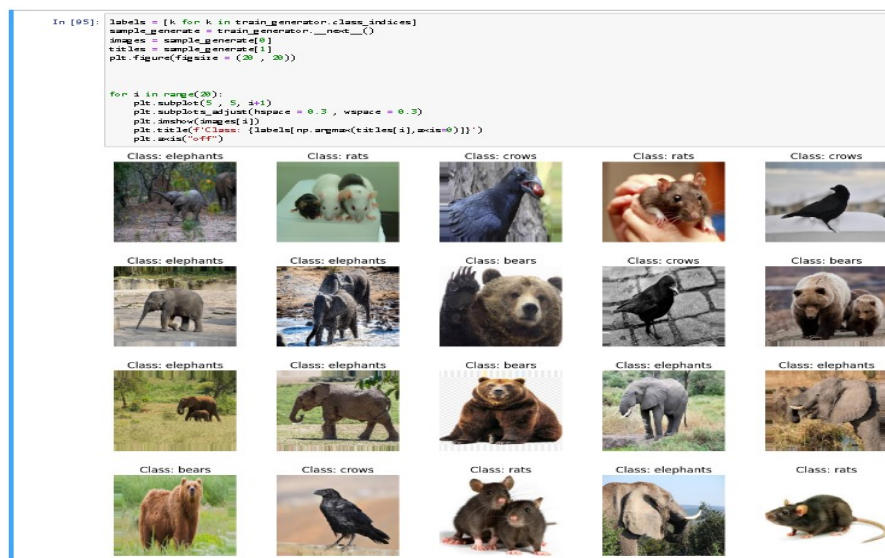 In [95]: labels = [k for k in train_generator.class_indices]
sample_generate = train_generator.__next__()
images = sample_generate[0]
titles = sample_generate[1]
plt.figure(figsize = (20 , 20))
for i in range(20):
plt.subplot(5 , 5, i+1)
plt.subplots_adjust(hspace = 0.3 , wspace = 0.3)
plt.imshow(images[i])
plt.title(f'Class: {labels[np.argmax(titles[i],axis=0)]}')
plt.axis("off")
Class: elephants Class: rats Class: crows Class: rats Class: crows
Class: elephants Class: elephants Class: bears Class: crows Class: bears
Class: elephants Class: elephants Class: bears Class: elephants Class: elephants
Class: bears Class: crows Class: rats Class: elephants Class: rats